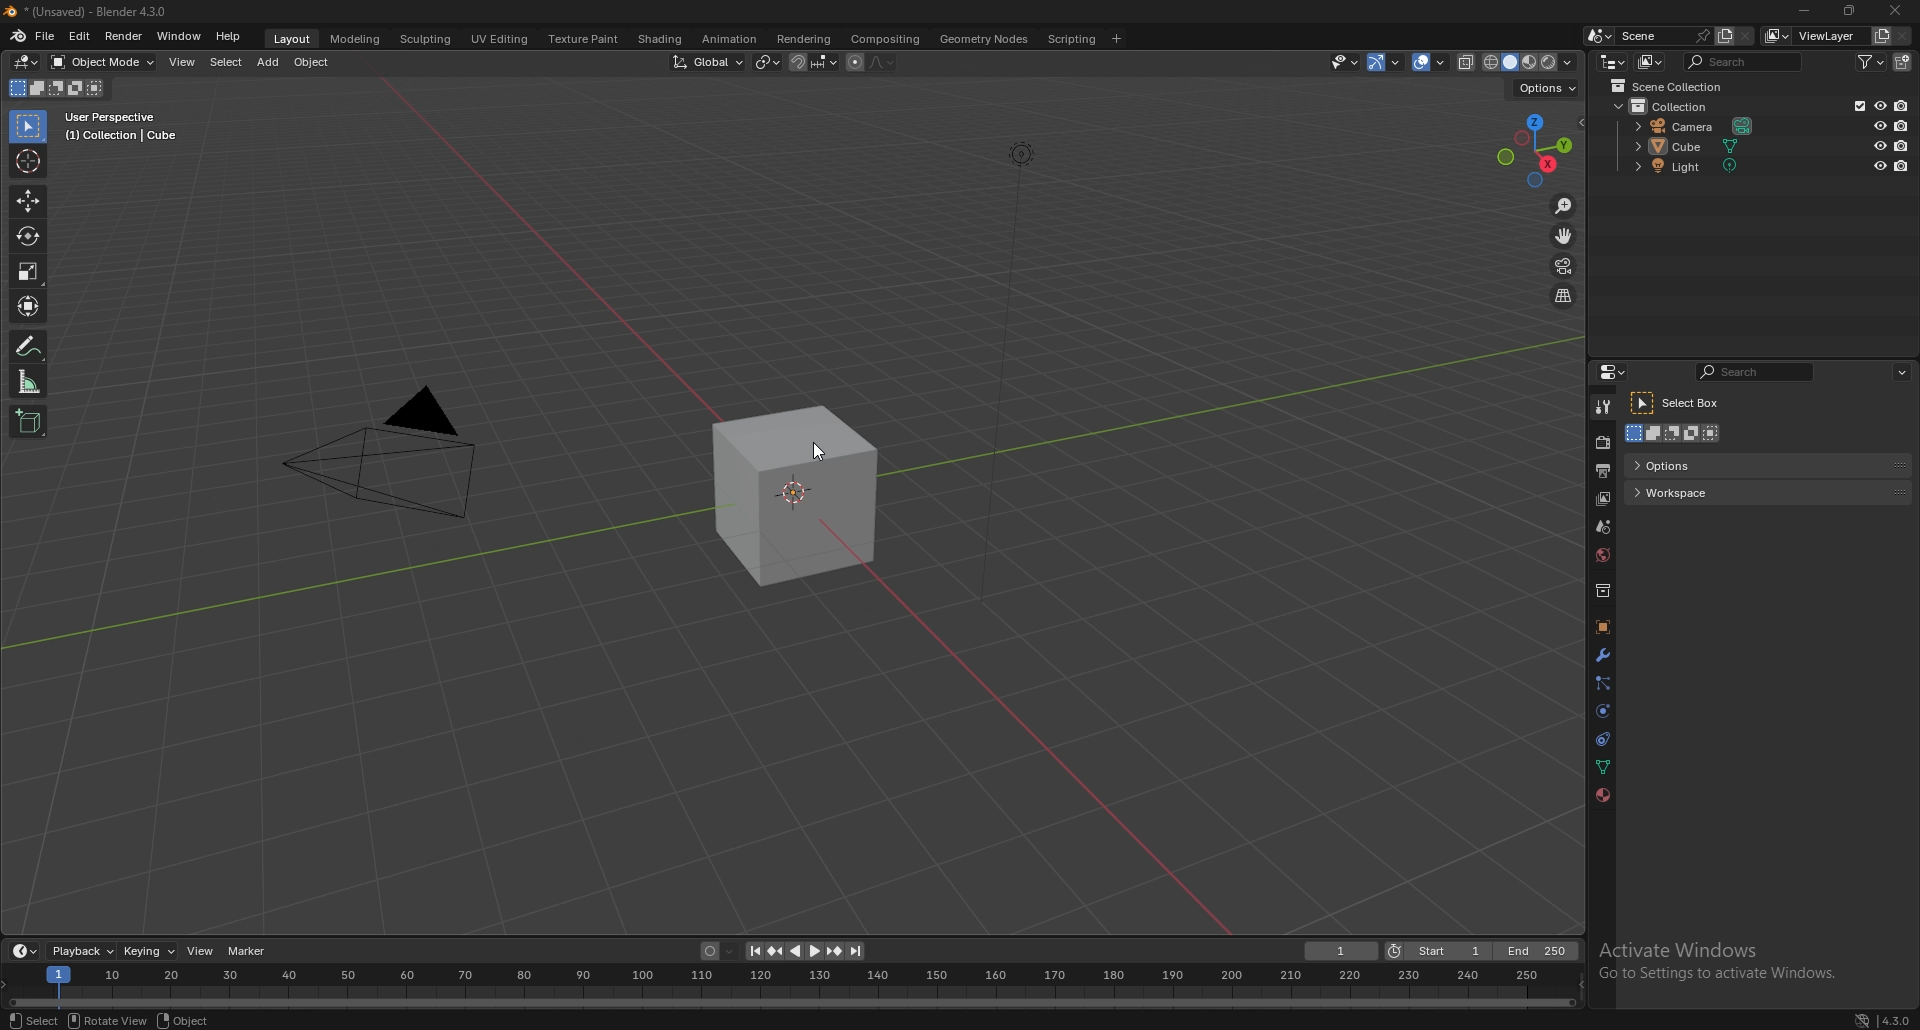 * (Unsaved) - Blender 4.3.0
File Edit Render Window Help Layout Modeling Sculpting UV Editing Texture Paint Shading Animation Rendering Compositing Geometry Nodes Scripting + Scene ViewLayer
Object Mode View Select Add Object Global Search
Options
User Perspective
(1) Collection | Cube
Z
Y
X
Scene Collection
Collection
Camera
Cube
Light
Search
Select Box
Options
Workspace
Playback Keying View Marker 1 Start 1 End 250
1 10 20 30 40 50 60 70 80 90 100 110 120 130 140 150 160 170 180 190 200 210 220 230 240 250
Activate Windows
Go to Settings to activate Windows.
Select Rotate View Object 4.3.0